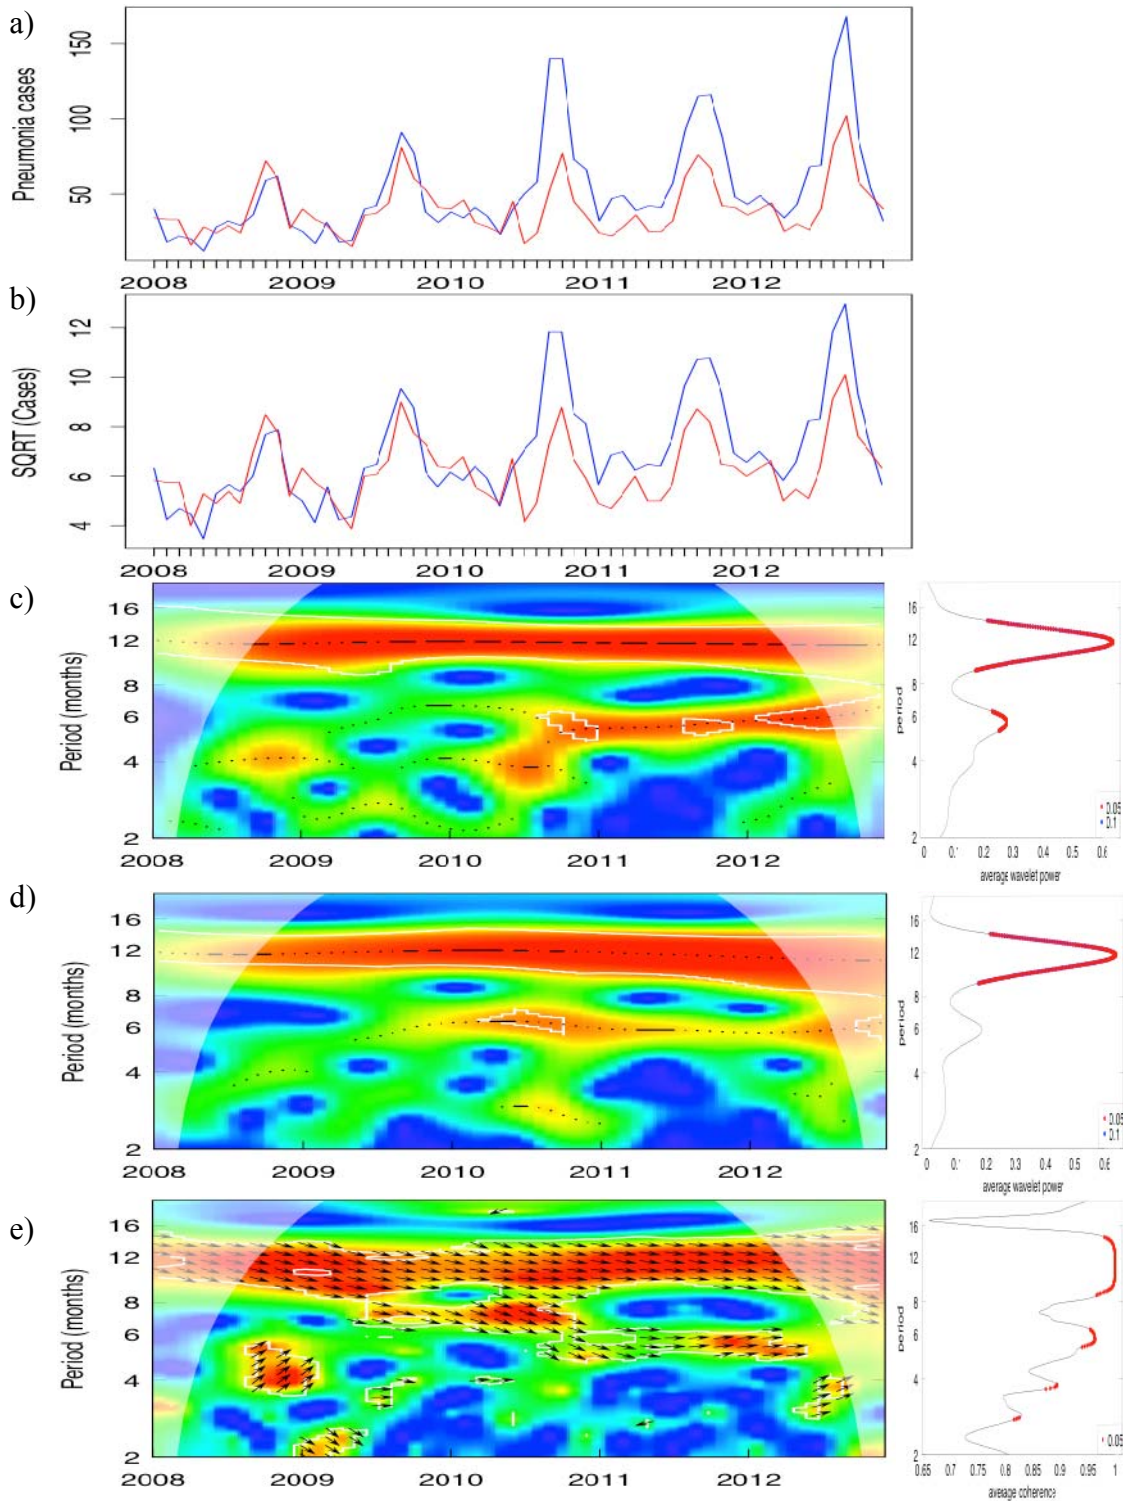 a)
Pneumonia cases
150
100
50
2008 2009 2010 2011 2012
b)
SQRT (Cases)
12
10
8
6
4
2008 2009 2010 2011 2012
c)
Period (months)
16
12
8
6
4
2
2008 2009 2010 2011 2012
period
16
12
8
6
4
2
0.05
0.1
0 0.1 0.2 0.3 0.4 0.5 0.6
average wavelet power
d)
Period (months)
16
12
8
6
4
2
2008 2009 2010 2011 2012
period
16
12
8
6
4
2
0.05
0.1
0 0.1 0.2 0.3 0.4 0.5 0.6
average wavelet power
e)
Period (months)
16
12
8
6
4
2
2008 2009 2010 2011 2012
period
16
12
8
6
4
2
0.05
0.65 0.7 0.75 0.8 0.85 0.9 0.95 1
average coherence